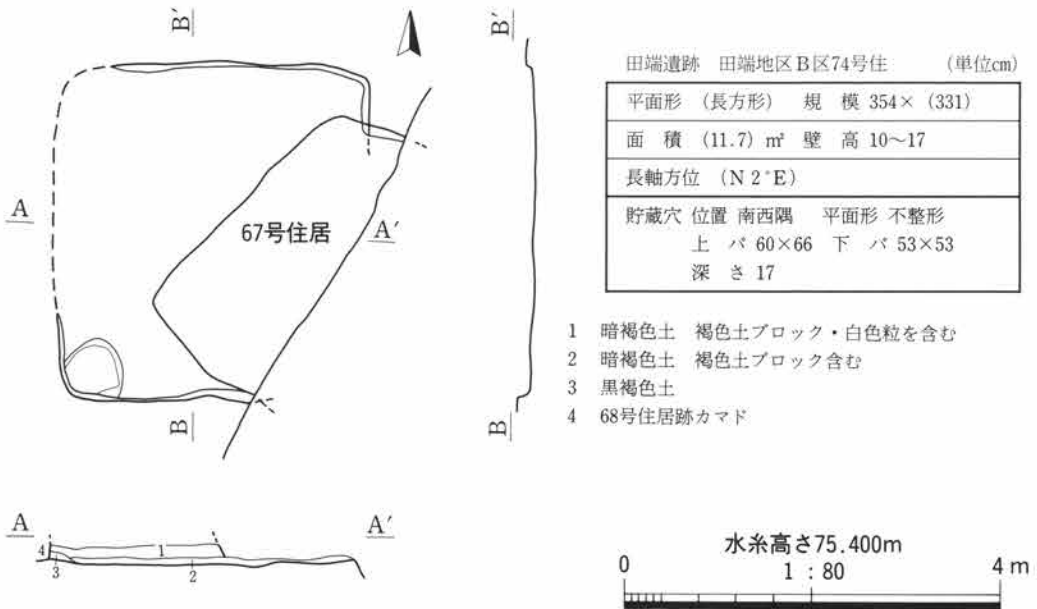 B′
B′
田端遺跡 田端地区B区74号住 (単位cm)
平面形 (長方形) 規 模 354×(331)
面 積 (11.7)㎡ 壁 高 10〜17
長軸方位 (N 2°E)
貯蔵穴 位置 南西隅 平面形 不整形
上 バ 60×66 下 バ 53×53
深 さ 17
A
67号住居
A′
1 暗褐色土 褐色土ブロック・白色粒を含む
2 暗褐色土 褐色土ブロック含む
3 黒褐色土
4 68号住居跡カマド
B
B
A
A′
4
1
3
2
水糸高さ75.400m
0
1:80
4 m